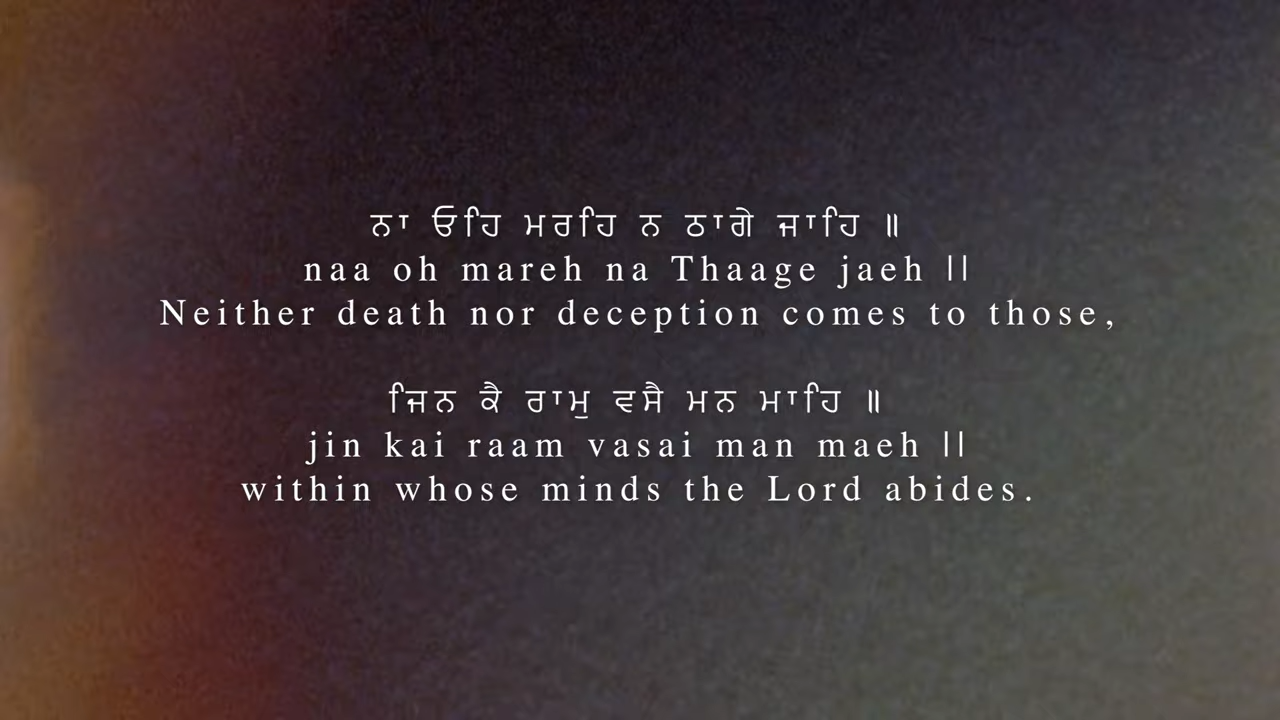 ਨਾ ਓਹਿ ਮਰਹਿ ਨ ਠਾਗੇ ਜਾਹਿ ॥
naa oh mareh na Thaage jaeh ||
Neither death nor deception comes to those,
ਜਿਨ ਕੈ ਰਾਮੁ ਵਸੈ ਮਨ ਮਾਹਿ ॥
jin kai raam vasai man maeh ||
within whose minds the Lord abides.